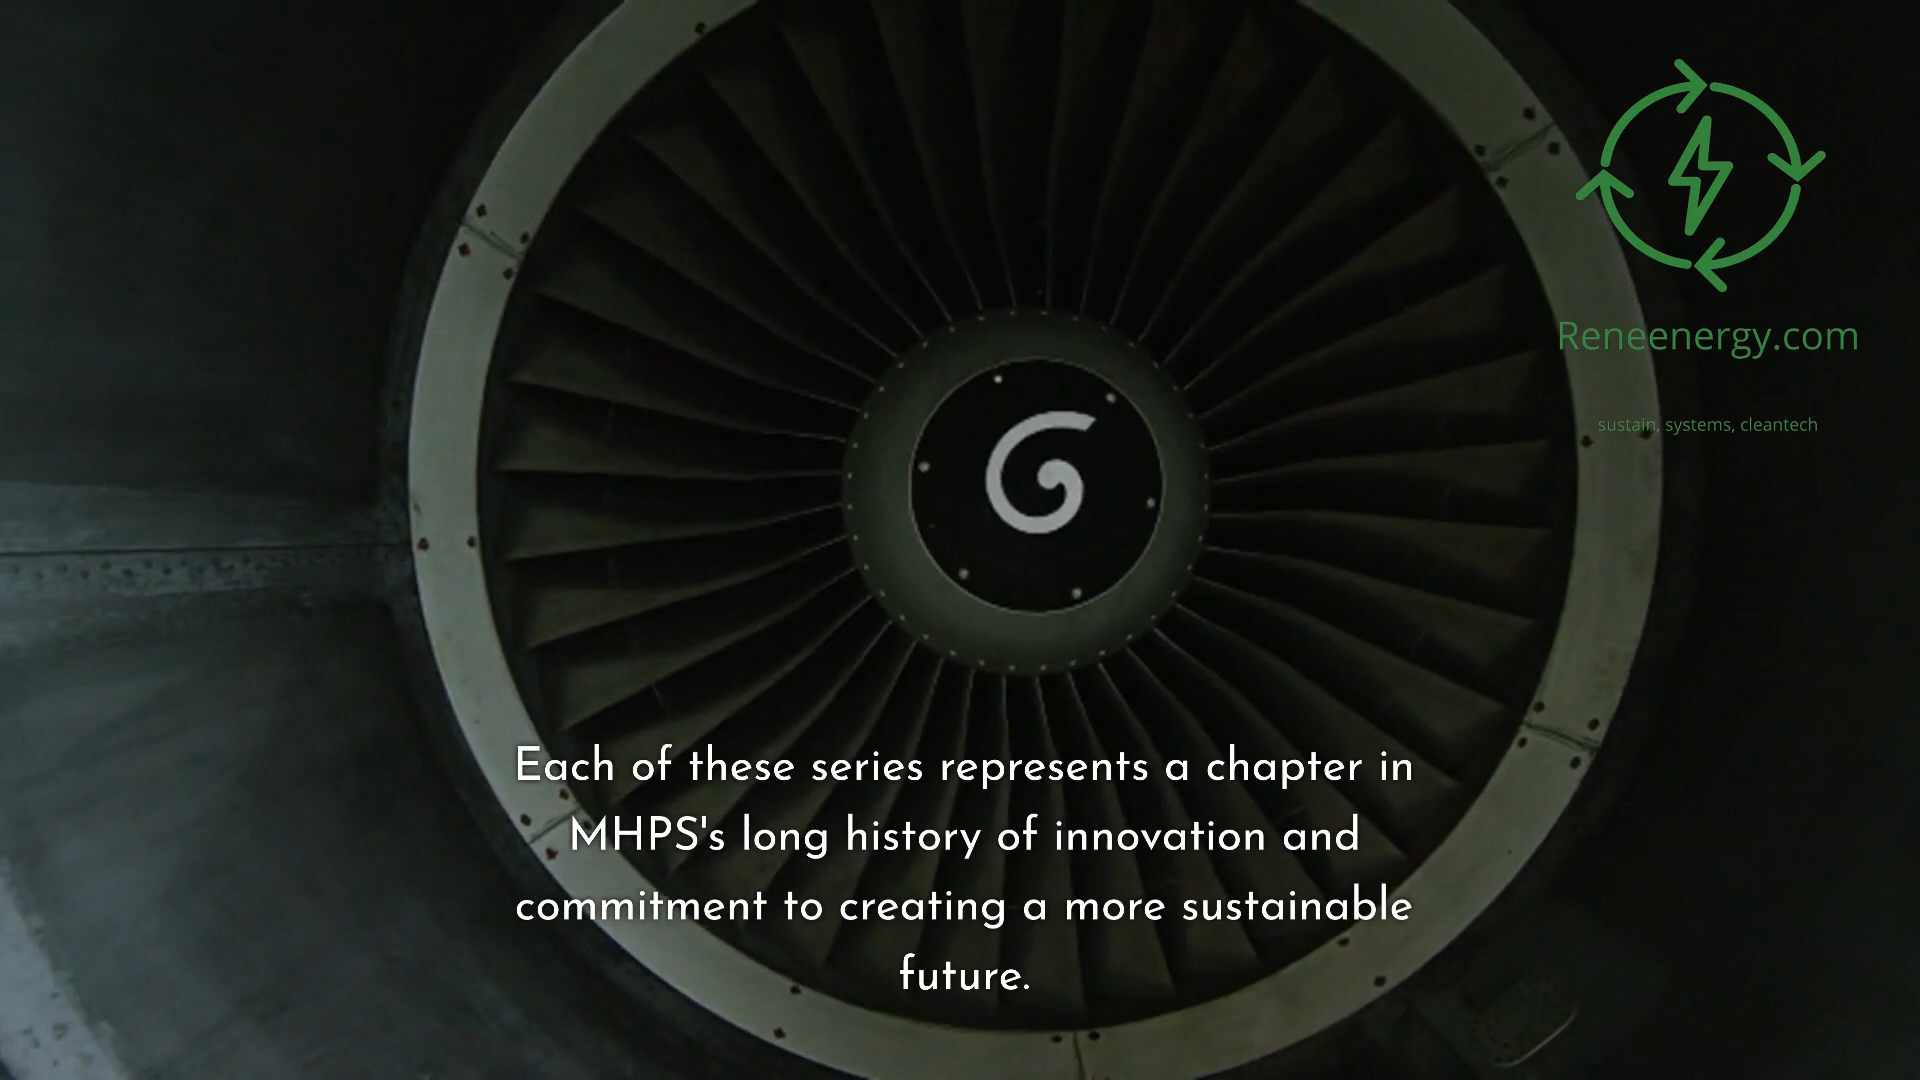 Reneenergy.com
sustain, systems, cleantech
Each of these series represents a chapter in
MHPS's long history of innovation and
commitment to creating a more sustainable
future.